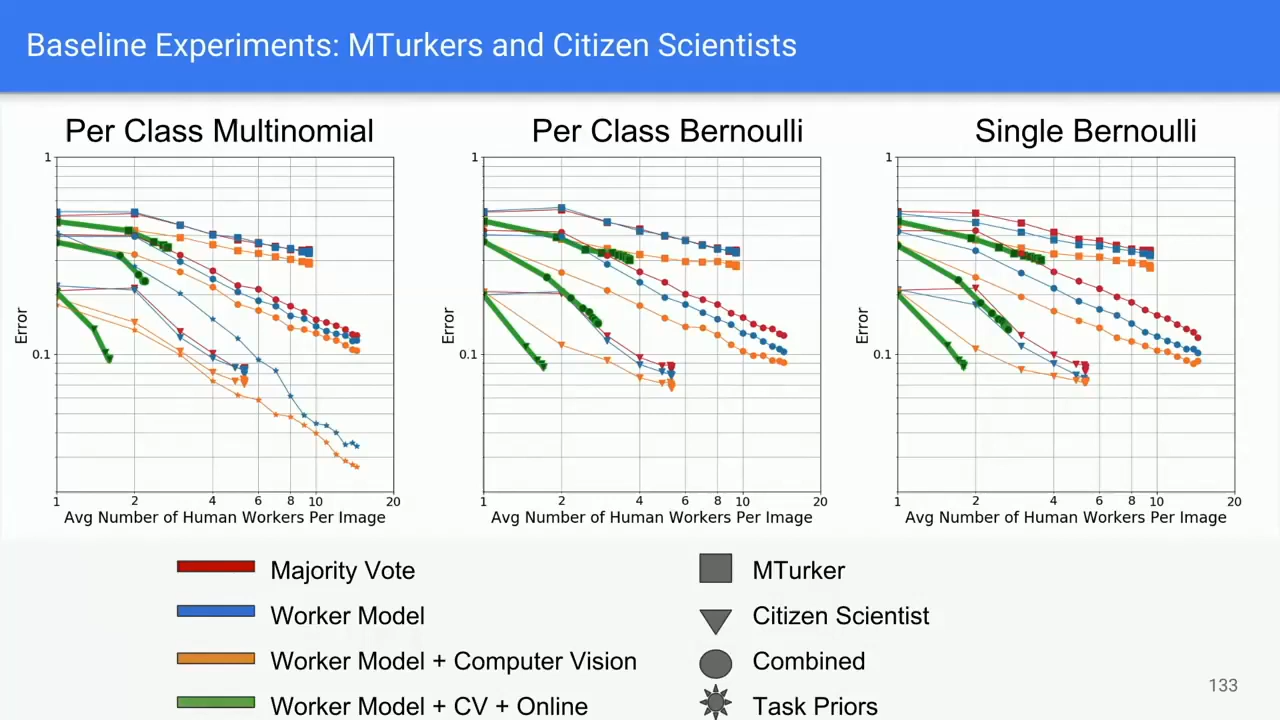 Baseline Experiments: MTurkers and Citizen Scientists
Per Class Multinomial
Per Class Bernoulli
Single Bernoulli
1
0.1
Error
1 2 4 6 8 10 20
Avg Number of Human Workers Per Image
1
0.1
Error
1 2 4 6 8 10 20
Avg Number of Human Workers Per Image
1
0.1
Error
1 2 4 6 8 10 20
Avg Number of Human Workers Per Image
Majority Vote
Worker Model
Worker Model + Computer Vision
Worker Model + CV + Online
MTurker
Citizen Scientist
Combined
Task Priors
133